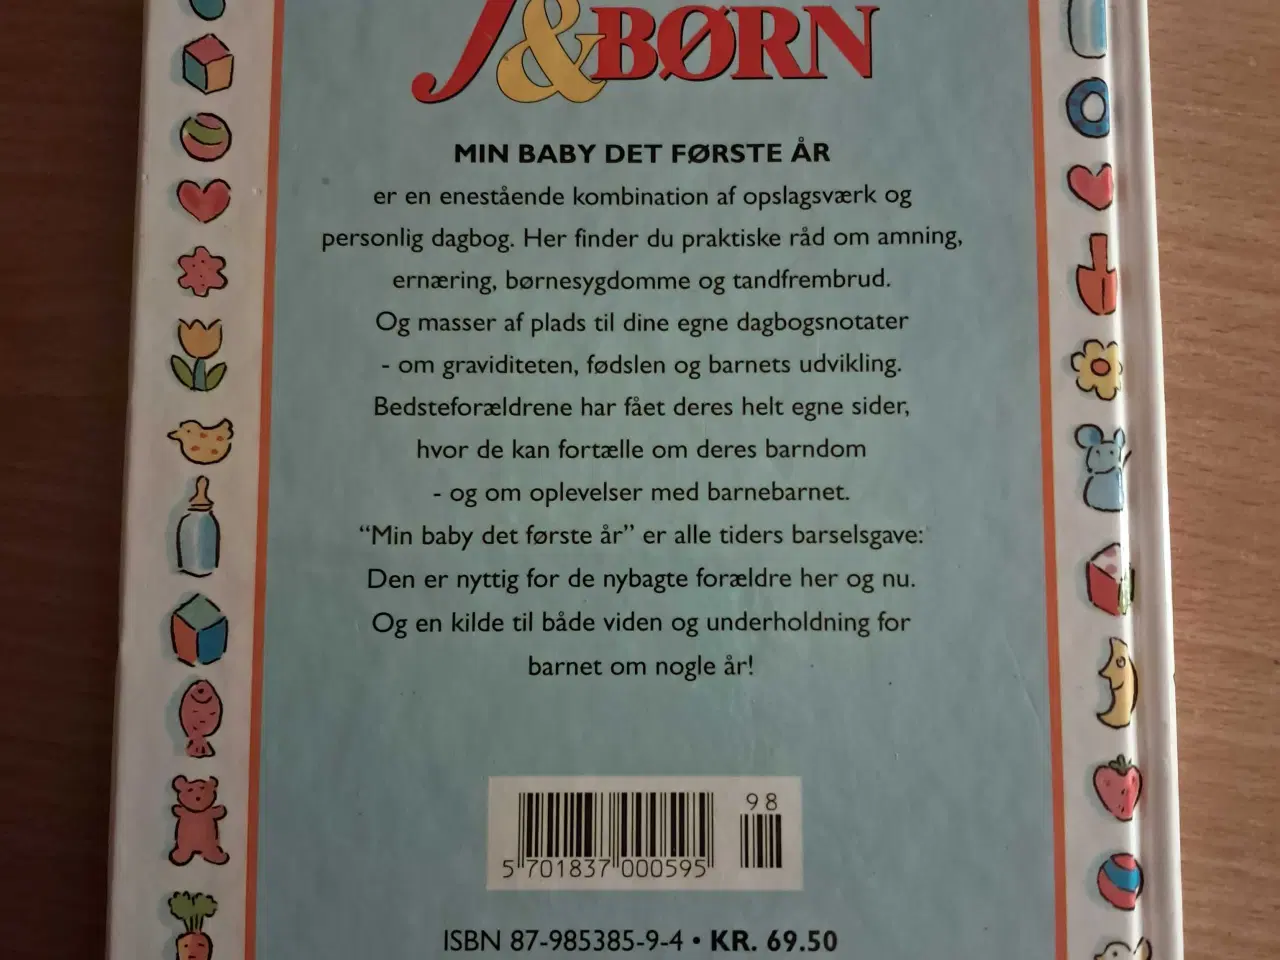 J&BØRN
MIN BABY DET FØRSTE ÅR
er en enestående kombination af opslagsværk og
personlig dagbog. Her finder du praktiske råd om amning,
ernæring, børnesygdomme og tandfrembrud.
Og masser af plads til dine egne dagbogsnotater
- om graviditeten, fødslen og barnets udvikling.
Bedsteforældrene har fået deres helt egne sider,
hvor de kan fortælle om deres barndom
- og om oplevelser med barnebarnet.
“Min baby det første år” er alle tiders barselsgave:
Den er nyttig for de nybagte forældre her og nu.
Og en kilde til både viden og underholdning for
barnet om nogle år!
98
5 701837 000595
ISBN 87-985385-9-4 • KR. 69.50